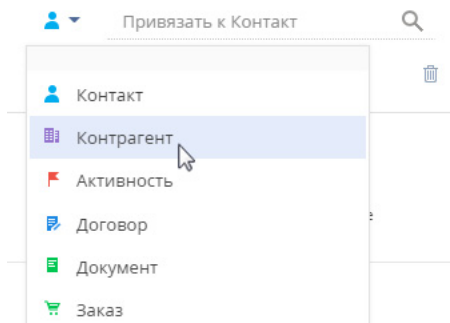 Привязать к Контакт
Контакт
Контрагент
Активность
Договор
Документ
Заказ